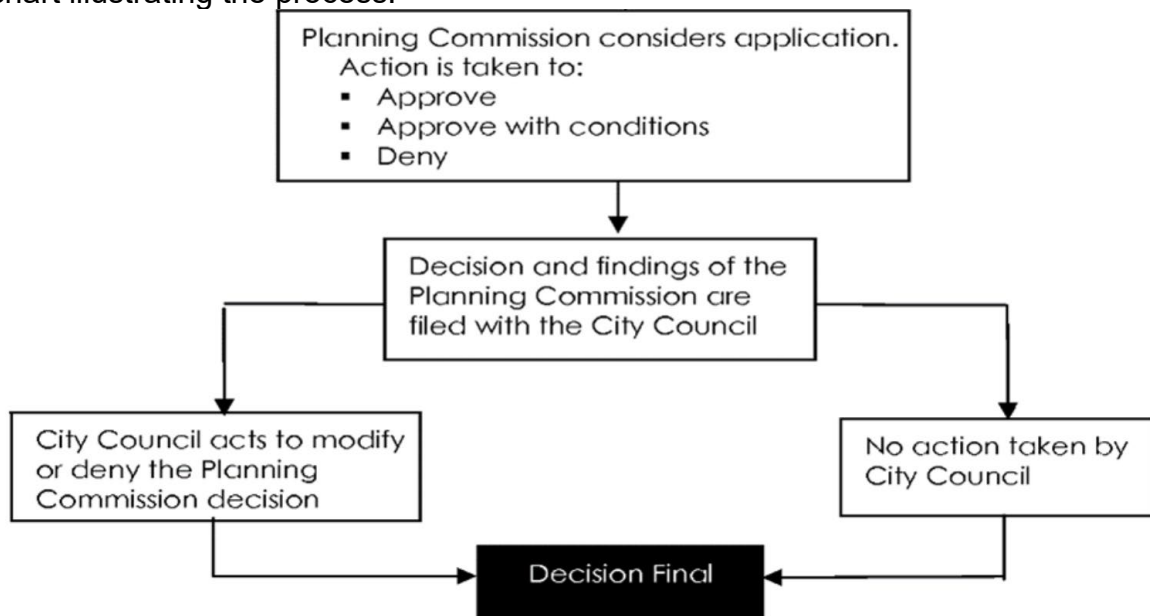 chart illustrating the process.
Planning Commission considers application.
Action is taken to:
▪ Approve
▪ Approve with conditions
▪ Deny
Decision and findings of the
Planning Commission are
filed with the City Council
City Council acts to modify
or deny the Planning
Commission decision
No action taken by
City Council
Decision Final